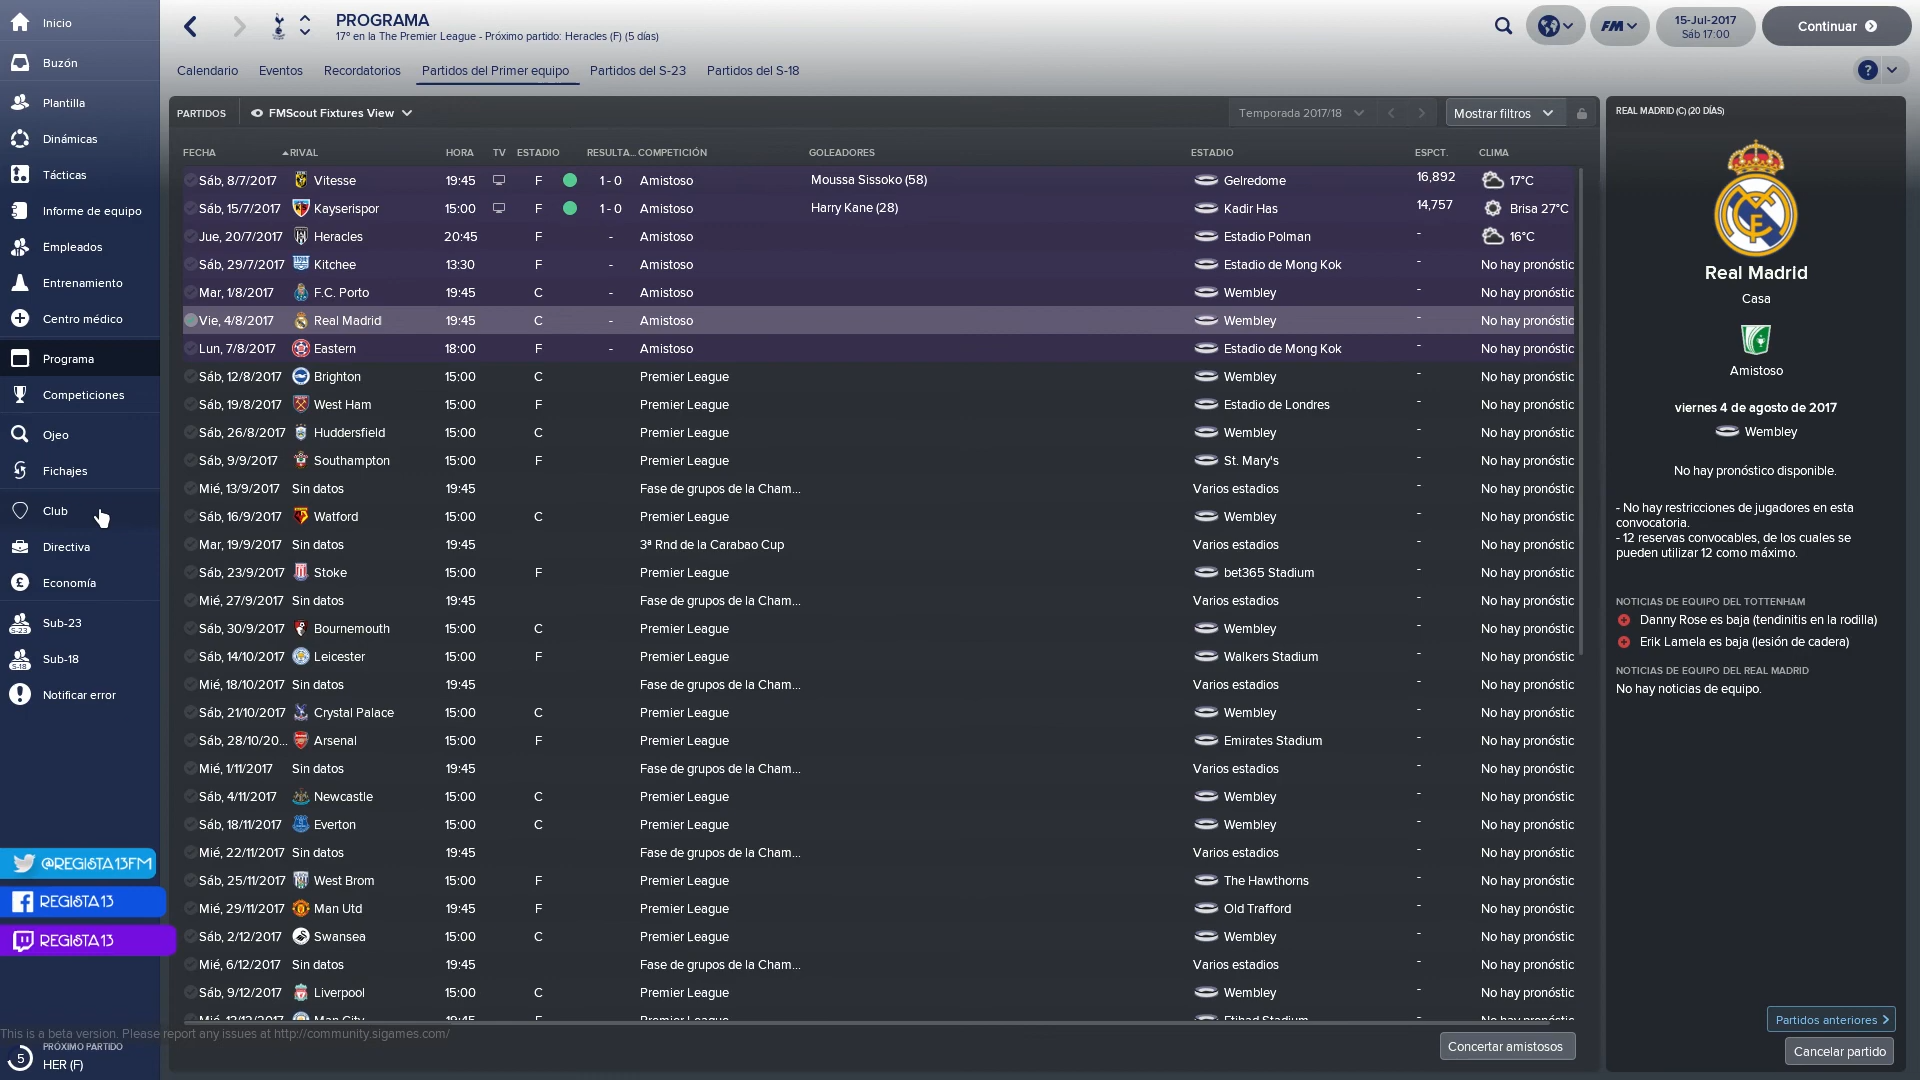 Inicio
Buzón
Plantilla
Dinámicas
Tácticas
Informe de equipo
Empleados
Entrenamiento
Centro médico
Programa
Competiciones
Ojeo
Fichajes
Club
Directiva
Economía
Sub-23
Sub-18
Notificar error
@REGISTA13FM
REGISTA13
REGISTA13
This is a beta version. Please report any issues at http://community.sigames.com/
5 PRÓXIMO PARTIDO
HER (F)
PROGRAMA
17º en la The Premier League - Próximo partido: Heracles (F) (5 días)
FM
15-Jul-2017
Sáb 17:00
Continuar
Calendario Eventos Recordatorios Partidos del Primer equipo Partidos del S-23 Partidos del S-18
PARTIDOS FMScout Fixtures View Temporada 2017/18 Mostrar filtros
FECHA RIVAL HORA TV ESTADIO RESULTA... COMPETICIÓN GOLEADORES ESTADIO ESPCT. CLIMA
Sáb, 8/7/2017 Vitesse 19:45 F 1 - 0 Amistoso Moussa Sissoko (58) Gelredome 16,892 17°C
Sáb, 15/7/2017 Kayserispor 15:00 F 1 - 0 Amistoso Harry Kane (28) Kadir Has 14,757 Brisa 27°C
Jue, 20/7/2017 Heracles 20:45 F - Amistoso Estadio Polman - 16°C
Sáb, 29/7/2017 Kitchee 13:30 F - Amistoso Estadio de Mong Kok - No hay pronóstic
Mar, 1/8/2017 F.C. Porto 19:45 C - Amistoso Wembley - No hay pronóstic
Vie, 4/8/2017 Real Madrid 19:45 C - Amistoso Wembley - No hay pronóstic
Lun, 7/8/2017 Eastern 18:00 F - Amistoso Estadio de Mong Kok - No hay pronóstic
Sáb, 12/8/2017 Brighton 15:00 C Premier League Wembley - No hay pronóstic
Sáb, 19/8/2017 West Ham 15:00 F Premier League Estadio de Londres - No hay pronóstic
Sáb, 26/8/2017 Huddersfield 15:00 C Premier League Wembley - No hay pronóstic
Sáb, 9/9/2017 Southampton 15:00 F Premier League St. Mary's - No hay pronóstic
Mié, 13/9/2017 Sin datos 19:45 Fase de grupos de la Cham... Varios estadios - No hay pronóstic
Sáb, 16/9/2017 Watford 15:00 C Premier League Wembley - No hay pronóstic
Mar, 19/9/2017 Sin datos 19:45 3ª Rnd de la Carabao Cup Varios estadios - No hay pronóstic
Sáb, 23/9/2017 Stoke 15:00 F Premier League bet365 Stadium - No hay pronóstic
Mié, 27/9/2017 Sin datos 19:45 Fase de grupos de la Cham... Varios estadios - No hay pronóstic
Sáb, 30/9/2017 Bournemouth 15:00 C Premier League Wembley - No hay pronóstic
Sáb, 14/10/2017 Leicester 15:00 F Premier League Walkers Stadium - No hay pronóstic
Mié, 18/10/2017 Sin datos 19:45 Fase de grupos de la Cham... Varios estadios - No hay pronóstic
Sáb, 21/10/2017 Crystal Palace 15:00 C Premier League Wembley - No hay pronóstic
Sáb, 28/10/20... Arsenal 15:00 F Premier League Emirates Stadium - No hay pronóstic
Mié, 1/11/2017 Sin datos 19:45 Fase de grupos de la Cham... Varios estadios - No hay pronóstic
Sáb, 4/11/2017 Newcastle 15:00 C Premier League Wembley - No hay pronóstic
Sáb, 18/11/2017 Everton 15:00 C Premier League Wembley - No hay pronóstic
Mié, 22/11/2017 Sin datos 19:45 Fase de grupos de la Cham... Varios estadios - No hay pronóstic
Sáb, 25/11/2017 West Brom 15:00 F Premier League The Hawthorns - No hay pronóstic
Mié, 29/11/2017 Man Utd 19:45 F Premier League Old Trafford - No hay pronóstic
Sáb, 2/12/2017 Swansea 15:00 C Premier League Wembley - No hay pronóstic
Mié, 6/12/2017 Sin datos 19:45 Fase de grupos de la Cham... Varios estadios - No hay pronóstic
Sáb, 9/12/2017 Liverpool 15:00 C Premier League Wembley - No hay pronóstic
Mié, 13/12/2017 Man City 19:45 F Premier League Etihad Stadium - No hay pronóstic
Concertar amistosos
REAL MADRID (C) (20 DÍAS)
Real Madrid
Casa
Amistoso
viernes 4 de agosto de 2017
Wembley
No hay pronóstico disponible.
- No hay restricciones de jugadores en esta
convocatoria.
- 12 reservas convocables, de los cuales se
pueden utilizar 12 como máximo.
NOTICIAS DE EQUIPO DEL TOTTENHAM
Danny Rose es baja (tendinitis en la rodilla)
Erik Lamela es baja (lesión de cadera)
NOTICIAS DE EQUIPO DEL REAL MADRID
No hay noticias de equipo.
Partidos anteriores
Cancelar partido